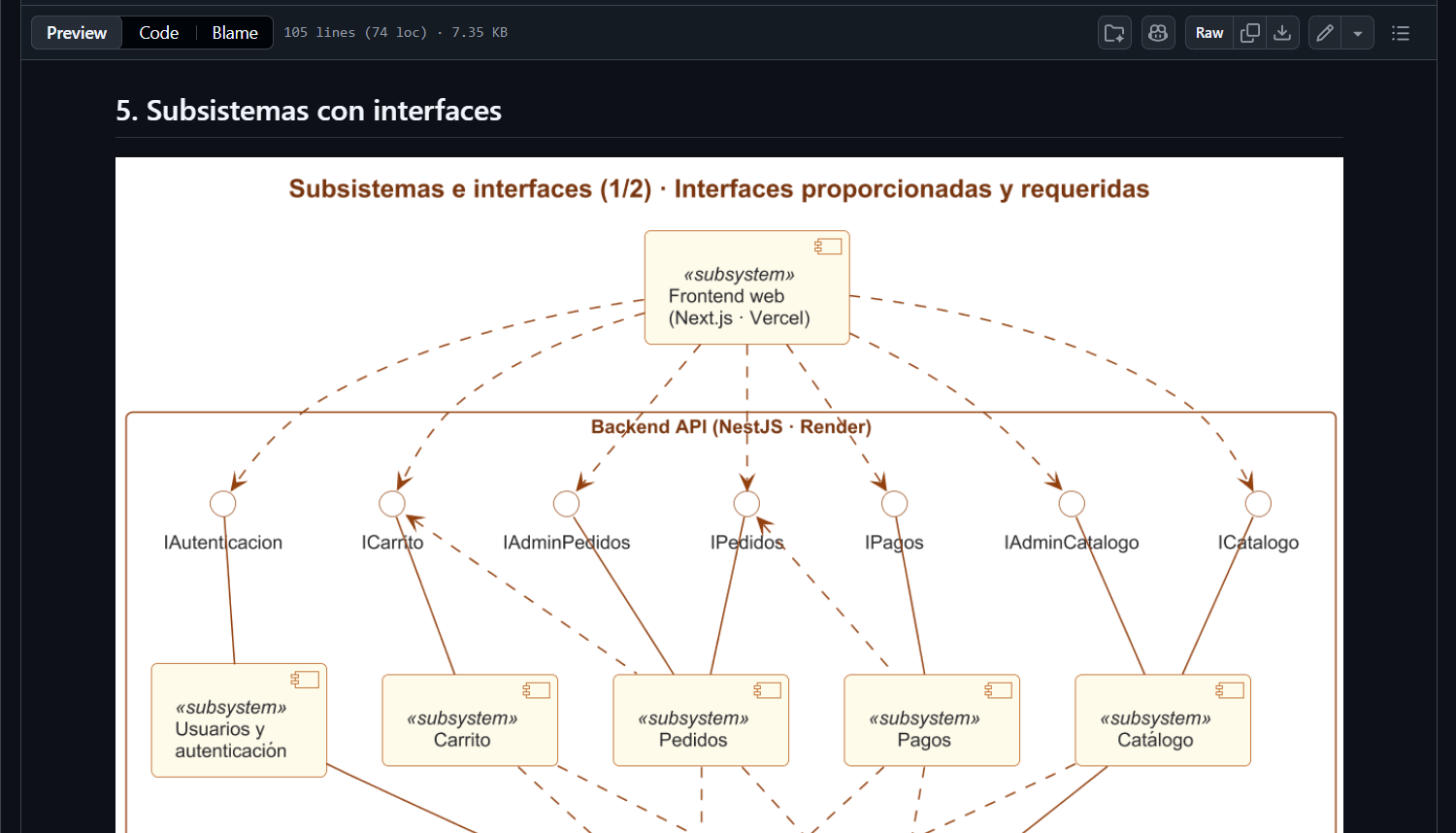 Preview Code Blame 105 lines (74 loc) · 7.35 KB Raw
5. Subsistemas con interfaces
Subsistemas e interfaces (1/2) · Interfaces proporcionadas y requeridas
«subsystem»
Frontend web
(Next.js · Vercel)
Backend API (NestJS · Render)
IAutenticacion ICarrito IAdminPedidos IPedidos IPagos IAdminCatalogo ICatalogo
«subsystem»
Usuarios y
autenticación
«subsystem»
Carrito
«subsystem»
Pedidos
«subsystem»
Pagos
«subsystem»
Catálogo